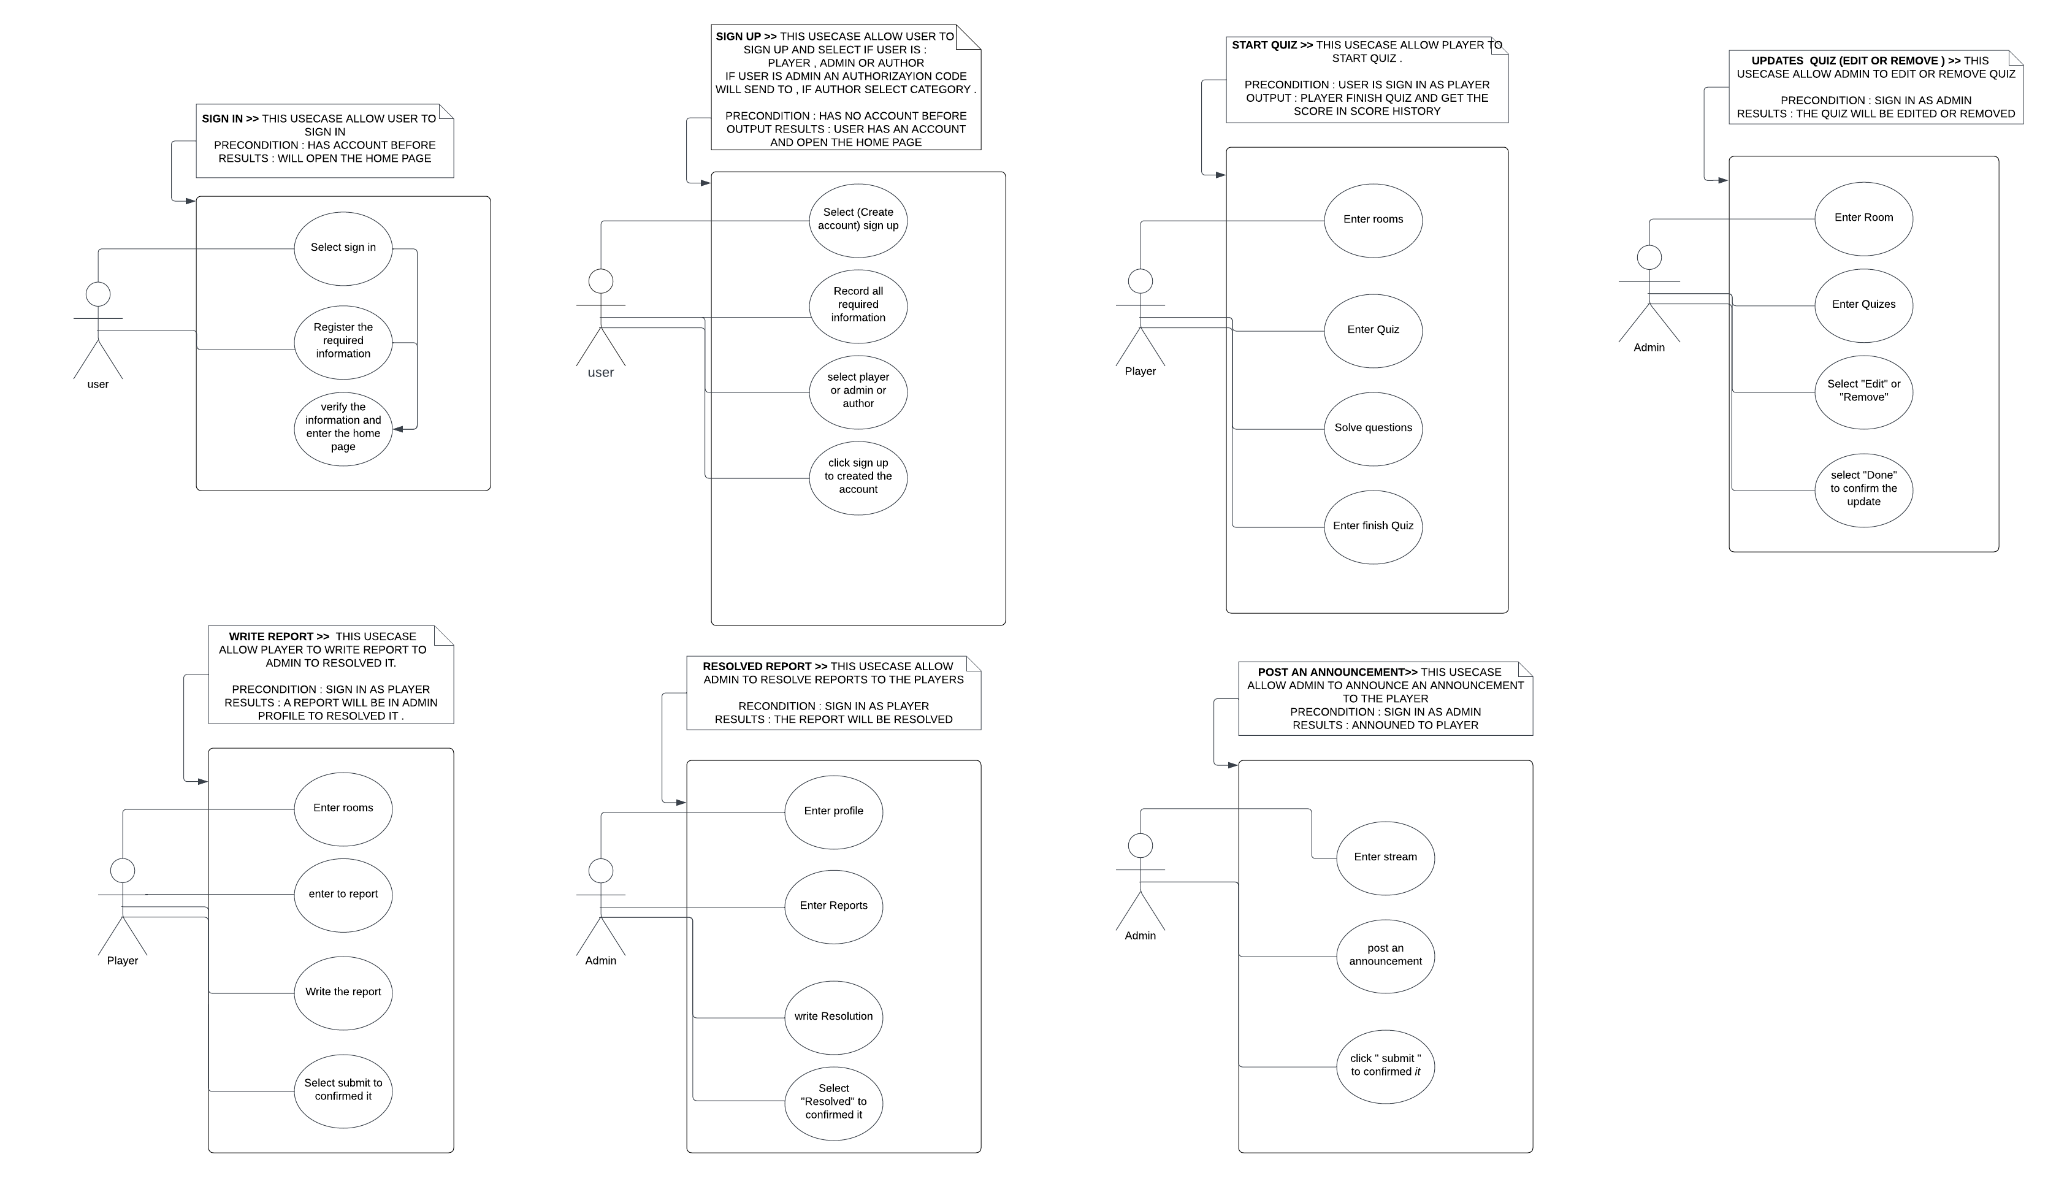 SIGN IN >> THIS USECASE ALLOW USER TO
SIGN IN
PRECONDITION : HAS ACCOUNT BEFORE
RESULTS : WILL OPEN THE HOME PAGE
Select sign in
Register the
required
information
verify the
information and
enter the home
page
user
SIGN UP >> THIS USECASE ALLOW USER TO
SIGN UP AND SELECT IF USER IS :
PLAYER , ADMIN OR AUTHOR
IF USER IS ADMIN AN AUTHORIZAYION CODE
WILL SEND TO , IF AUTHOR SELECT CATEGORY .
PRECONDITION : HAS NO ACCOUNT BEFORE
OUTPUT RESULTS : USER HAS AN ACCOUNT
AND OPEN THE HOME PAGE
Select (Create
account) sign up
Record all
required
information
select player
or admin or
author
click sign up
to created the
account
user
START QUIZ >> THIS USECASE ALLOW PLAYER TO
START QUIZ .
PRECONDITION : USER IS SIGN IN AS PLAYER
OUTPUT : PLAYER FINISH QUIZ AND GET THE
SCORE IN SCORE HISTORY
Enter rooms
Enter Quiz
Solve questions
Enter finish Quiz
Player
UPDATES  QUIZ (EDIT OR REMOVE ) >> THIS
USECASE ALLOW ADMIN TO EDIT OR REMOVE QUIZ
PRECONDITION : SIGN IN AS ADMIN
RESULTS : THE QUIZ WILL BE EDITED OR REMOVED
Enter Room
Enter Quizes
Select "Edit" or
"Remove"
select "Done"
to confirm the
update
Admin
WRITE REPORT >>  THIS USECASE
ALLOW PLAYER TO WRITE REPORT TO
ADMIN TO RESOLVED IT.
PRECONDITION : SIGN IN AS PLAYER
RESULTS : A REPORT WILL BE IN ADMIN
PROFILE TO RESOLVED IT .
Enter rooms
enter to report
Write the report
Select submit to
confirmed it
Player
RESOLVED REPORT >> THIS USECASE ALLOW
ADMIN TO RESOLVE REPORTS TO THE PLAYERS
RECONDITION : SIGN IN AS PLAYER
RESULTS : THE REPORT WILL BE RESOLVED
Enter profile
Enter Reports
write Resolution
Select
"Resolved" to
confirmed it
Admin
POST AN ANNOUNCEMENT>> THIS USECASE
ALLOW ADMIN TO ANNOUNCE AN ANNOUNCEMENT
TO THE PLAYER
PRECONDITION : SIGN IN AS ADMIN
RESULTS : ANNOUNED TO PLAYER
Enter stream
post an
announcement
click " submit "
to confirmed it
Admin